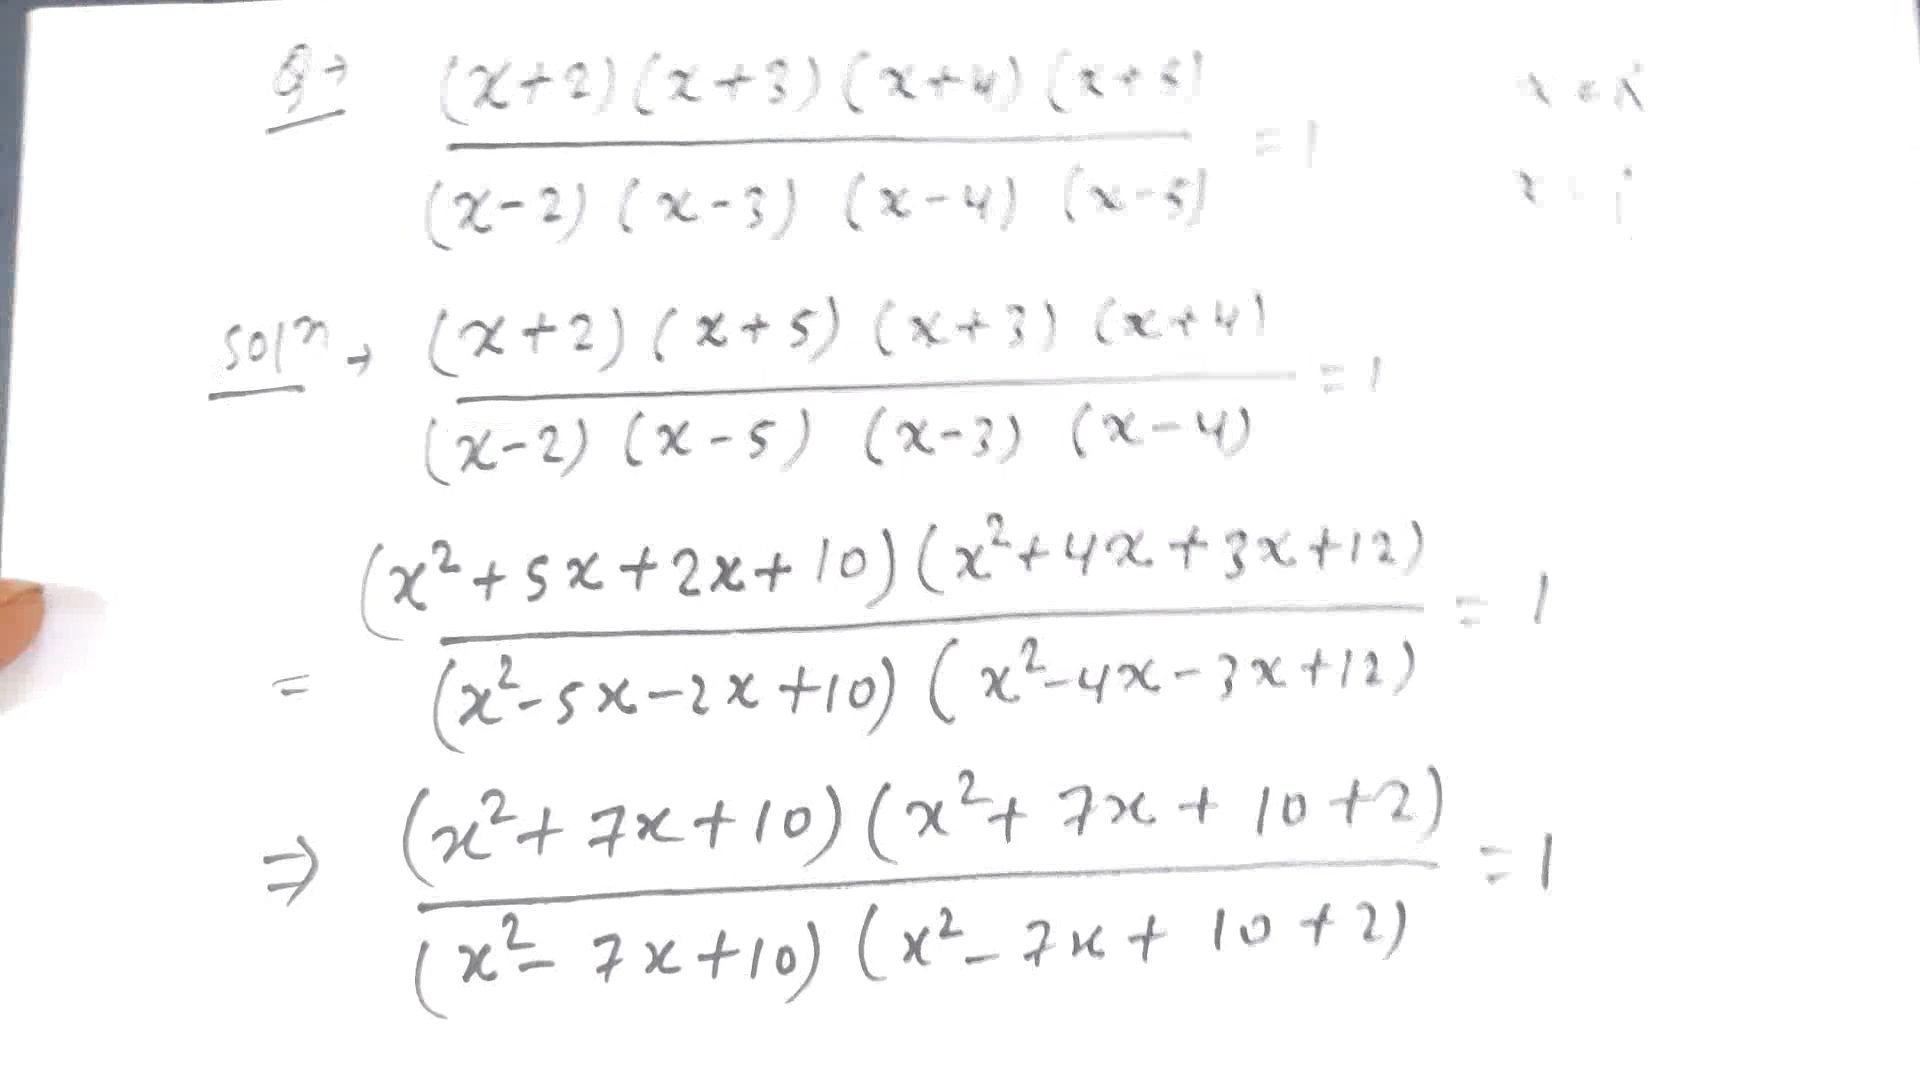 Q→ (x+2)(x+3)(x+4)(x+5)
= 1
(x-2)(x-3)(x-4)(x-5)
Soln → (x+2)(x+5)(x+3)(x+4)
= 1
(x-2)(x-5)(x-3)(x-4)
(x²+5x+2x+10)(x²+4x+3x+12)
= = 1
(x²-5x-2x+10)(x²-4x-3x+12)
(x²+7x+10)(x²+7x+10+2)
⇒ = 1
(x²-7x+10)(x²-7x+10+2)